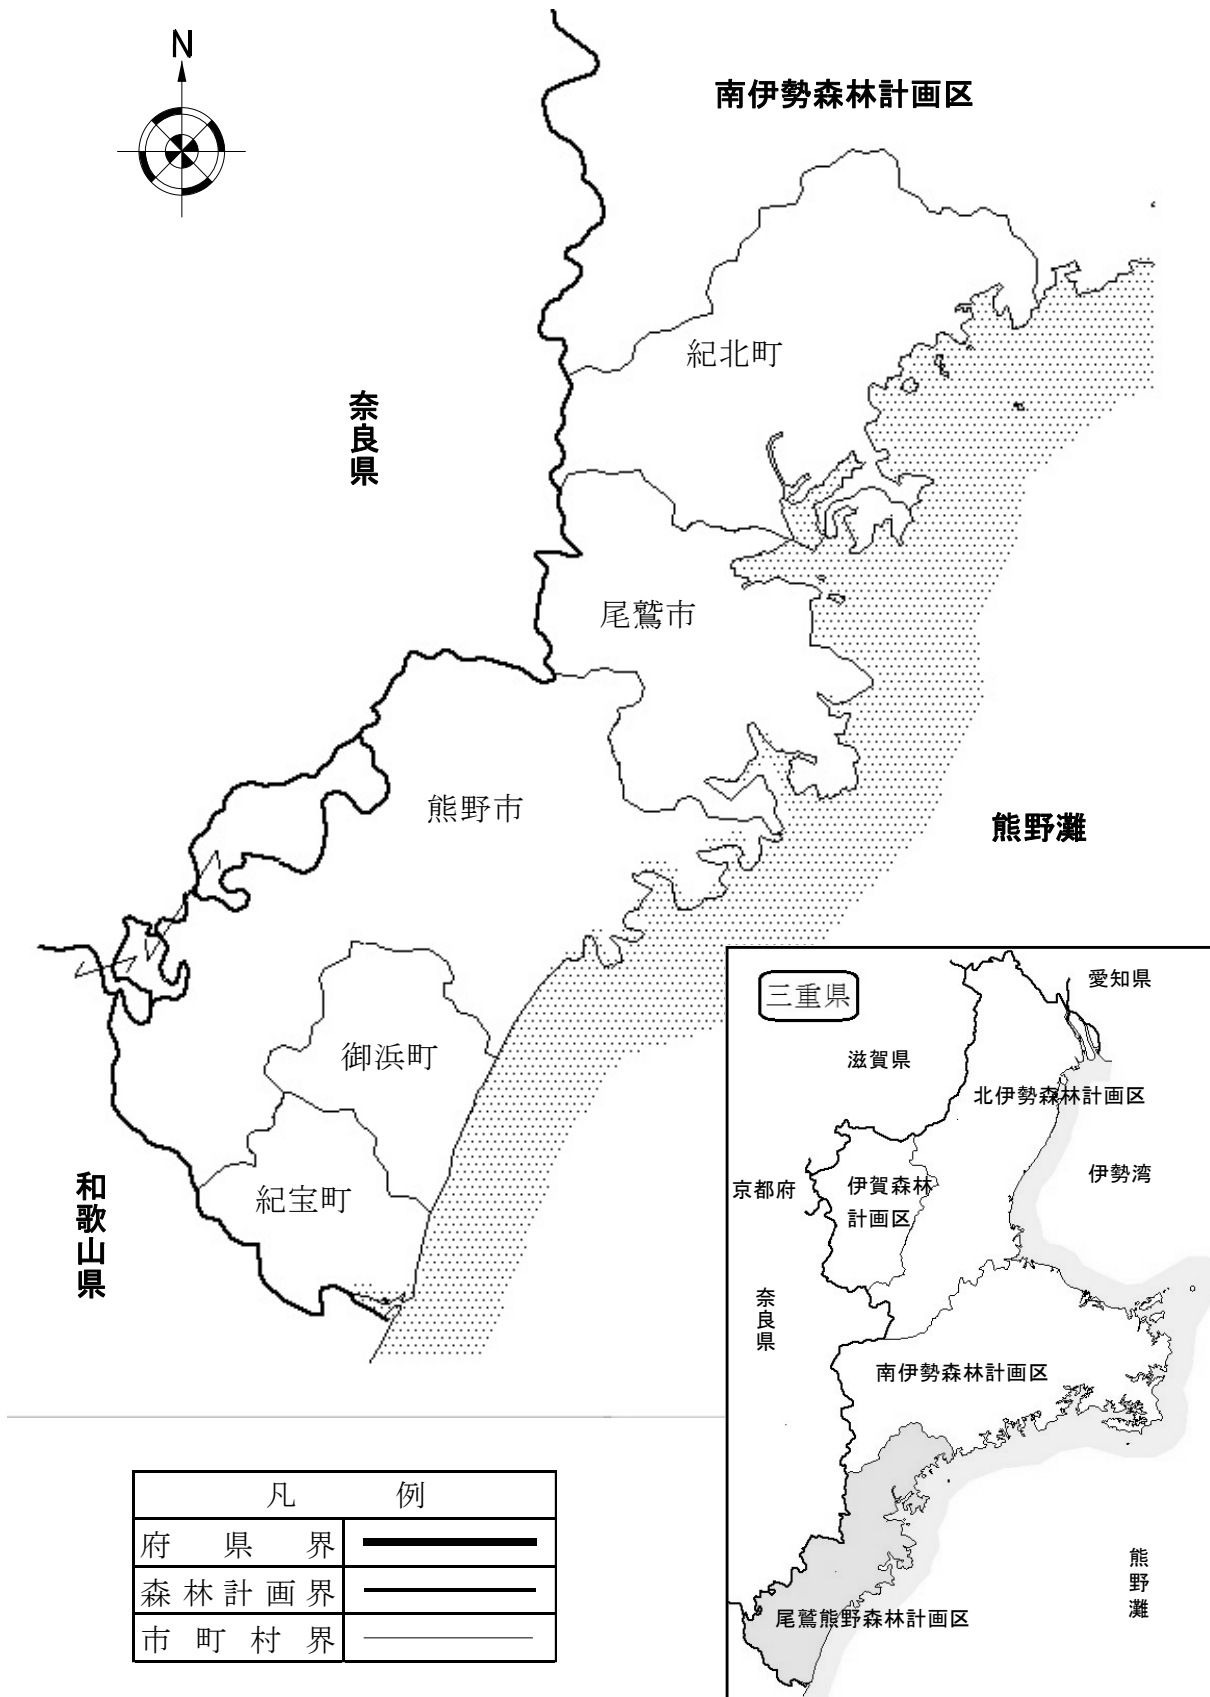 N
南伊勢森林計画区
紀北町
奈良県
尾鷲市
熊野市
熊野灘
御浜町
紀宝町
和歌山県
三重県
愛知県
滋賀県
北伊勢森林計画区
伊勢湾
京都府
伊賀森林
計画区
奈良県
南伊勢森林計画区
熊野灘
尾鷲熊野森林計画区
凡 例
府県界
森林計画界
市町村界